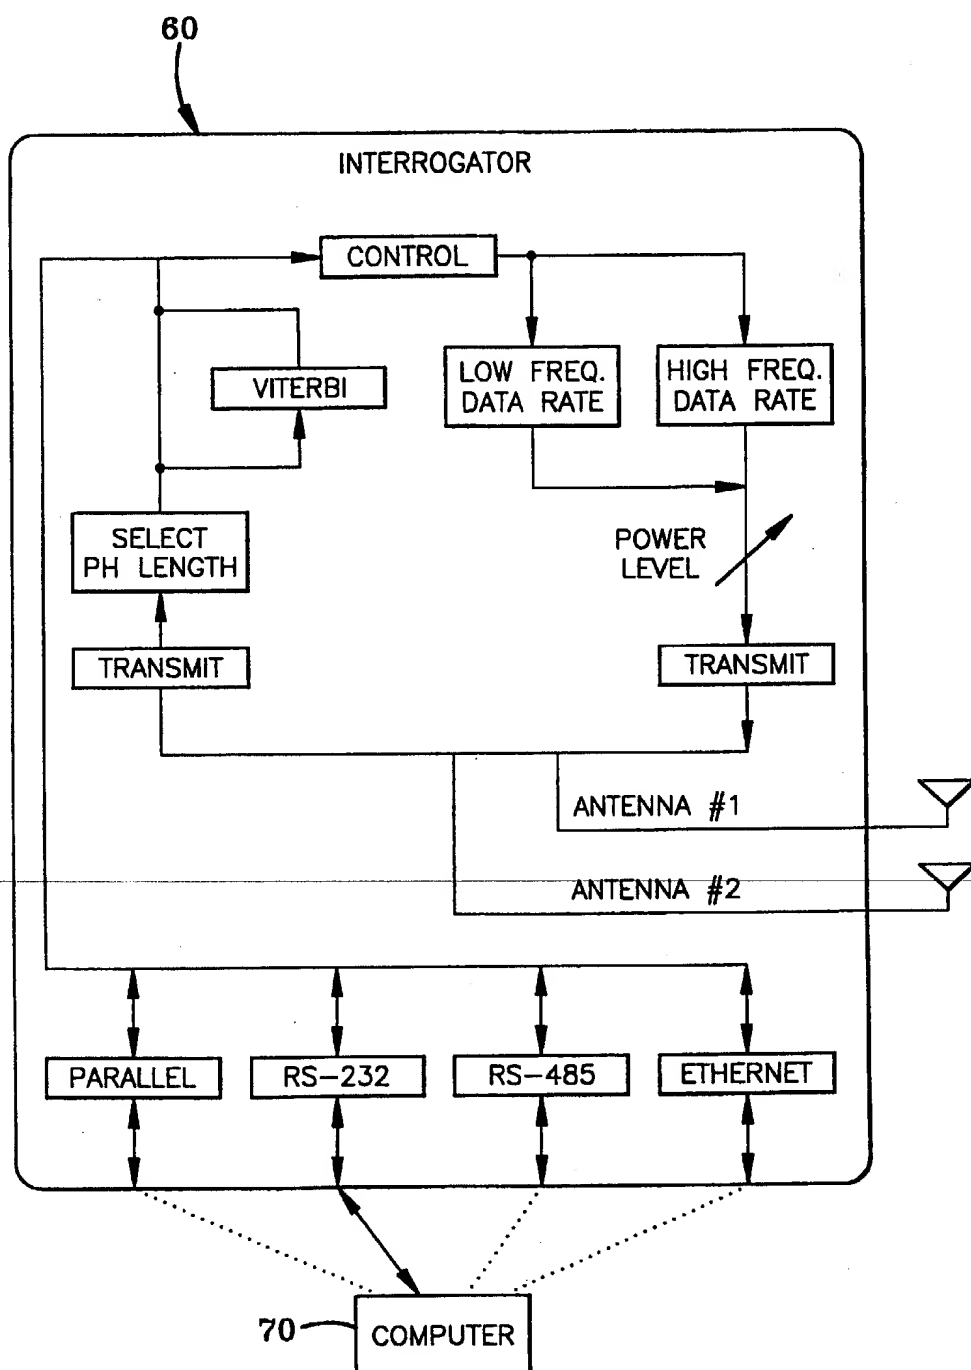 60
INTERROGATOR
CONTROL
LOW FREQ.
DATA RATE
HIGH FREQ.
DATA RATE
VITERBI
SELECT
PH LENGTH
POWER
LEVEL
TRANSMIT
TRANSMIT
ANTENNA #1
ANTENNA #2
PARALLEL
RS-232
RS-485
ETHERNET
70
COMPUTER